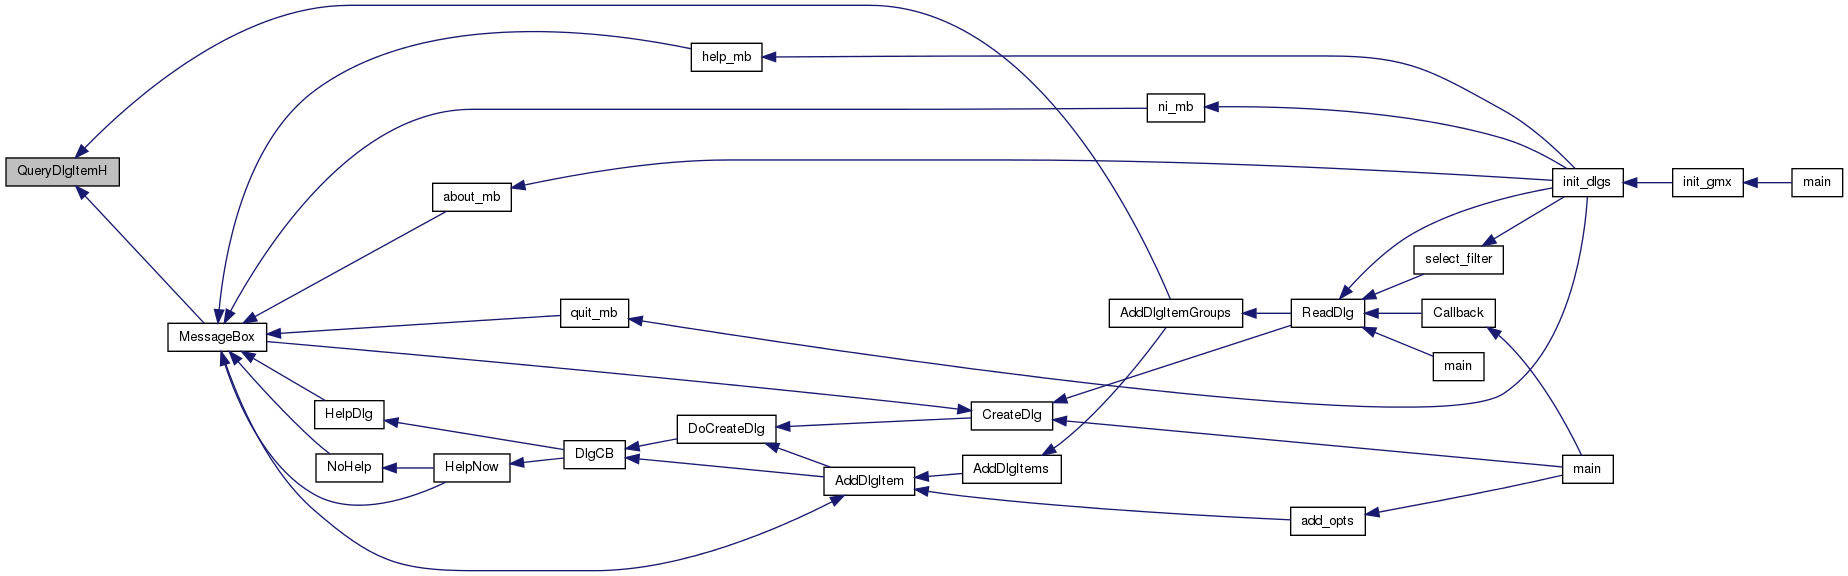 help_mb
ni_mb
QueryDlgItemH
init_dlgs
init_gmx
main
about_mb
select_filter
quit_mb
AddDlgItemGroups
ReadDlg
Callback
MessageBox
main
HelpDlg
CreateDlg
DoCreateDlg
DlgCB
NoHelp
HelpNow
AddDlgItems
main
AddDlgItem
add_opts